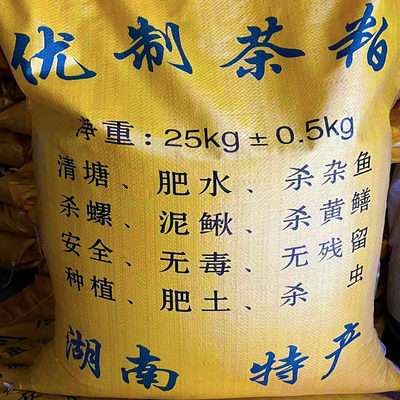 优制茶粕
净重:25kg±0.5kg
清塘、肥水、杀杂鱼
杀螺、泥鳅、杀黄鳝
安全、无毒、无残留
种植、肥土、杀虫
湖南特产